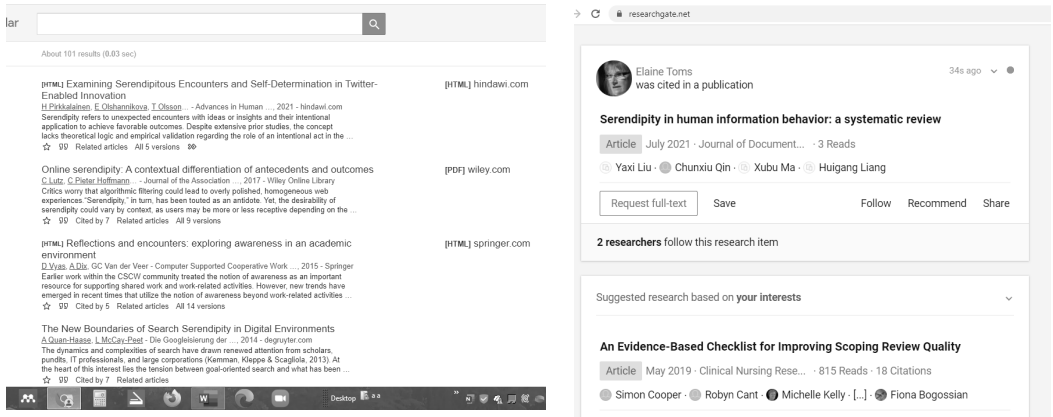 lar
About 101 results (0.03 sec)
[HTML] Examining Serendipitous Encounters and Self-Determination in Twitter-
Enabled Innovation
[HTML] hindawi.com
H Pirkkalainen, E Olshannikova, T Olsson... - Advances in Human ..., 2021 - hindawi.com
Serendipity refers to unexpected encounters with ideas or insights and their intentional
application to achieve favorable outcomes. Despite extensive prior studies, the concept
lacks theoretical logic and empirical validation regarding the role of an intentional act in the ...
Related articles All 5 versions
Online serendipity: A contextual differentiation of antecedents and outcomes
[PDF] wiley.com
C Lutz, C Pieter Hoffmann... - Journal of the Association ..., 2017 - Wiley Online Library
Critics worry that algorithmic filtering could lead to overly polished, homogeneous web
experiences. "Serendipity," in turn, has been touted as an antidote. Yet, the desirability of
serendipity could vary by context, as users may be more or less receptive depending on the ...
Cited by 7 Related articles All 9 versions
[HTML] Reflections and encounters: exploring awareness in an academic
environment
[HTML] springer.com
D Vyas, A Dix, GC Van der Veer - Computer Supported Cooperative Work ..., 2015 - Springer
Earlier work within the CSCW community treated the notion of awareness as an important
resource for supporting shared work and work-related activities. However, new trends have
emerged in recent times that utilize the notion of awareness beyond work-related activities ...
Cited by 5 Related articles All 14 versions
The New Boundaries of Search Serendipity in Digital Environments
A Quan-Haase, L McCay-Peet - Die Googleisierung der ..., 2014 - degruyter.com
The dynamics and complexities of search have drawn renewed attention from scholars,
pundits, IT professionals, and large corporations (Kemman, Kleppe & Scagliola, 2013). At
the heart of this interest lies the tension between goal-oriented search and what has been ...
Cited by 7 Related articles
Desktop a a
researchgate.net
Elaine Toms
was cited in a publication
34s ago
Serendipity in human information behavior: a systematic review
Article July 2021 · Journal of Document... · 3 Reads
Yaxi Liu · Chunxiu Qin · Xubu Ma · Huigang Liang
Request full-text Save Follow Recommend Share
2 researchers follow this research item
Suggested research based on your interests
An Evidence-Based Checklist for Improving Scoping Review Quality
Article May 2019 · Clinical Nursing Rese... · 815 Reads · 18 Citations
Simon Cooper · Robyn Cant · Michelle Kelly · [...] · Fiona Bogossian